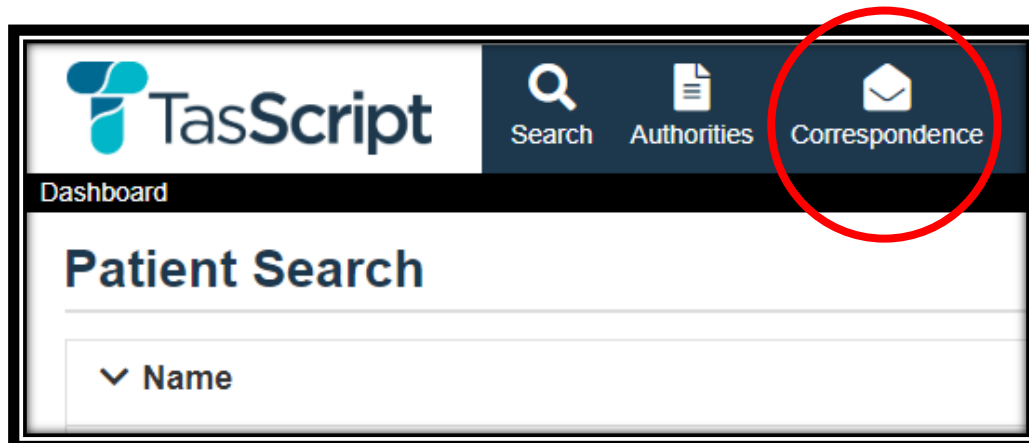 TasScript
Search Authorities Correspondence
Dashboard
Patient Search
Name